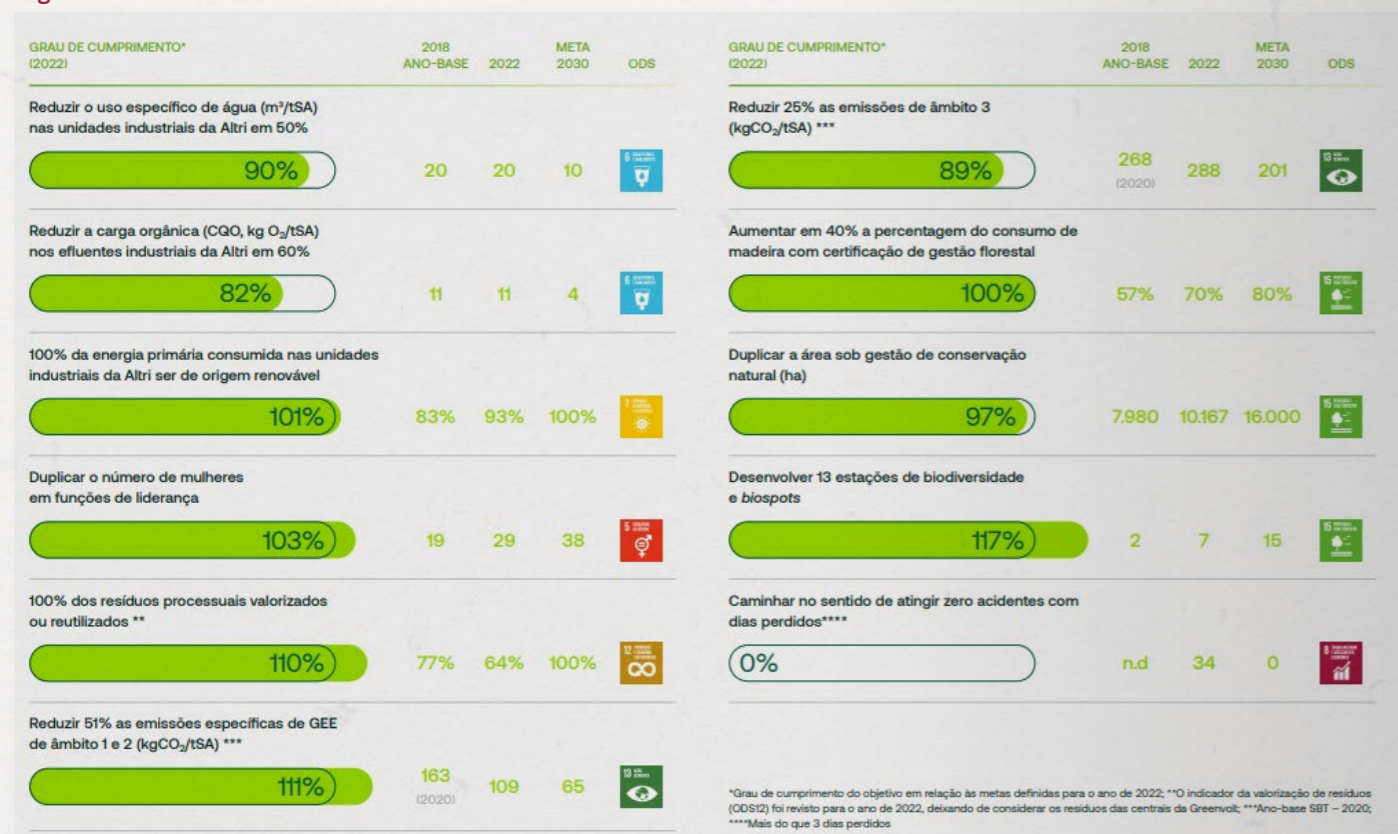 GRAU DE CUMPRIMENTO*
(2022)
2018
ANO-BASE
2022
META
2030
ODS
Reduzir o uso específico de água (m³/tSA)
nas unidades industriais da Altri em 50%
90%
20
20
10
6
Reduzir a carga orgânica (CQO, kg O₂/tSA)
nos efluentes industriais da Altri em 60%
82%
11
11
4
6
100% da energia primária consumida nas unidades
industriais da Altri ser de origem renovável
101%
83%
93%
100%
7
Duplicar o número de mulheres
em funções de liderança
103%
19
29
38
5
100% dos resíduos processuais valorizados
ou reutilizados **
110%
77%
64%
100%
12
Reduzir 51% as emissões específicas de GEE
de âmbito 1 e 2 (kgCO₂/tSA) ***
111%
163
(2020)
109
65
13
GRAU DE CUMPRIMENTO*
(2022)
2018
ANO-BASE
2022
META
2030
ODS
Reduzir 25% as emissões de âmbito 3
(kgCO₂/tSA) ***
89%
268
(2020)
288
201
13
Aumentar em 40% a percentagem do consumo de
madeira com certificação de gestão florestal
100%
57%
70%
80%
15
Duplicar a área sob gestão de conservação
natural (ha)
97%
7.980
10.167
16.000
15
Desenvolver 13 estações de biodiversidade
e biospots
117%
2
7
15
15
Caminhar no sentido de atingir zero acidentes com
dias perdidos****
0%
n.d
34
0
8
*Grau de cumprimento do objetivo em relação às metas definidas para o ano de 2022; **O indicador da valorização de resíduos
(ODS12) foi revisto para o ano de 2022, deixando de considerar os resíduos das centrais da Greenvolt; ***Ano-base SBT – 2020;
****Mais do que 3 dias perdidos